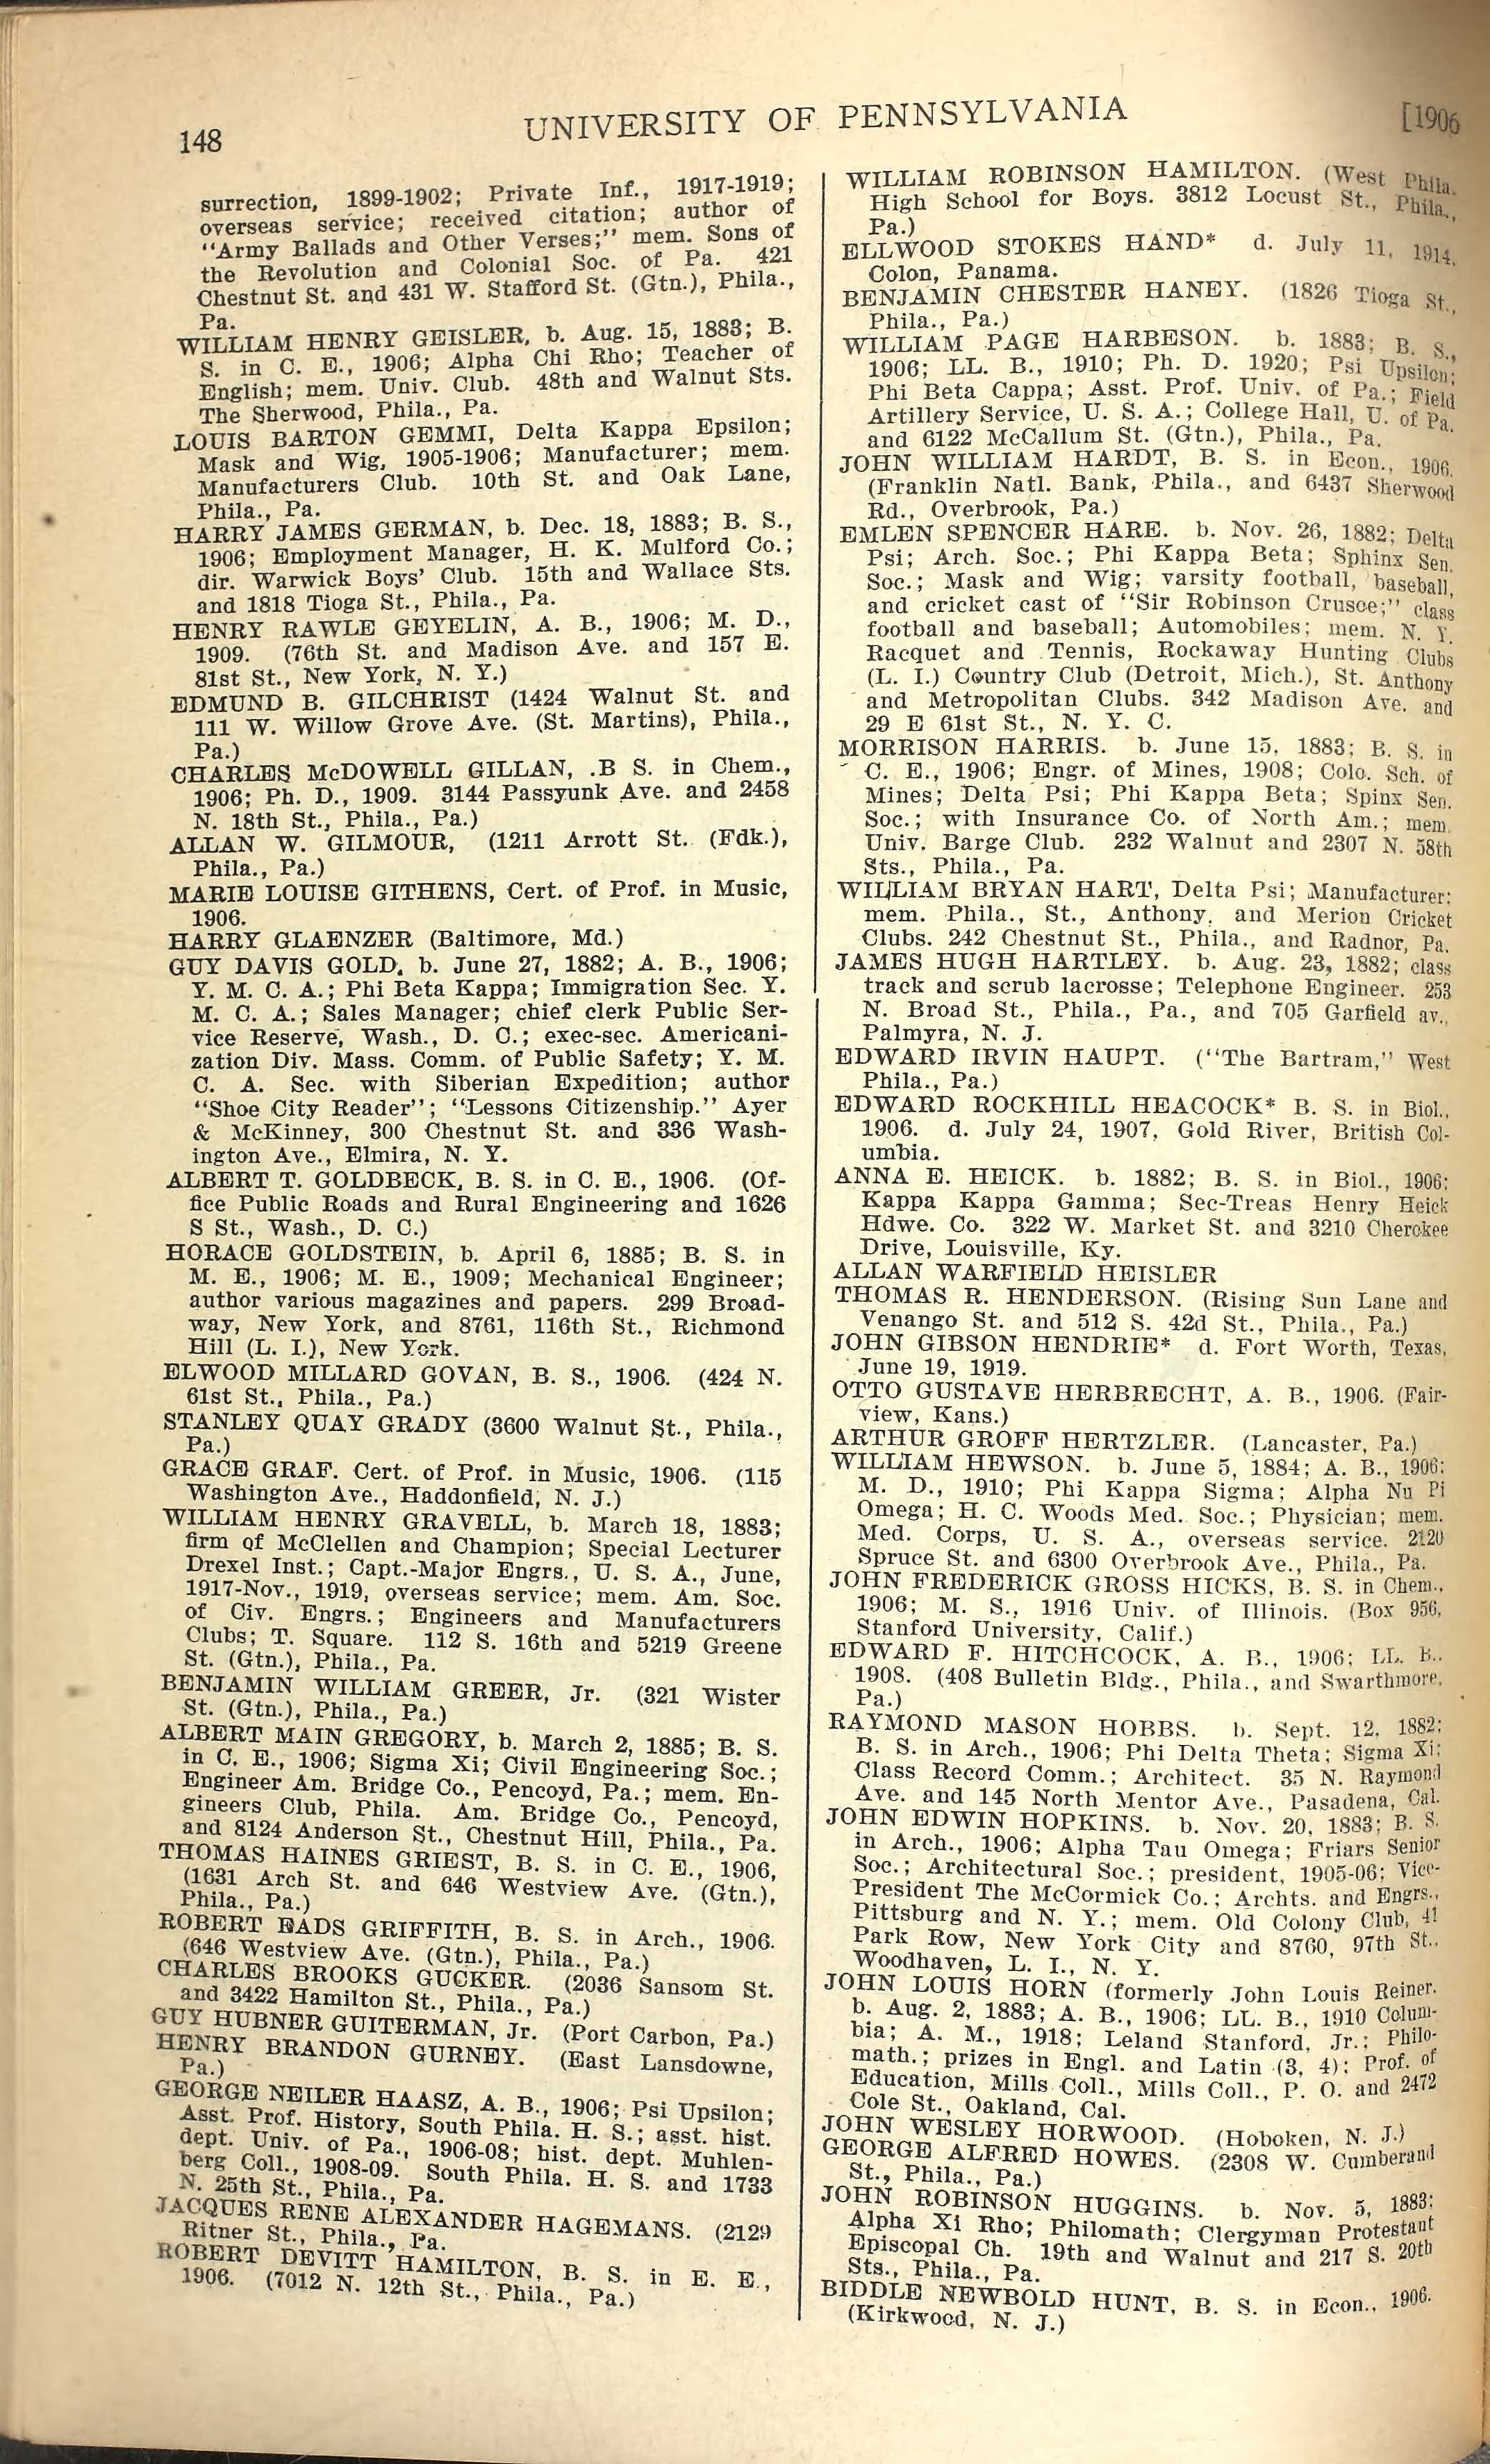 148
UNIVERSITY OF PENNSYLVANIA
[1906
surrection, 1899-1902; Private Inf., 1917-1919;
overseas service; received citation; author of
"Army Ballads and Other Verses;" mem. Sons of
the Revolution and Colonial Soc. of Pa. 421
Chestnut St. and 431 W. Stafford St. (Gtn.), Phila.,
Pa.
WILLIAM HENRY GEISLER, b. Aug. 15, 1883; B.
S. in C. E., 1906; Alpha Chi Rho; Teacher of
English; mem. Univ. Club. 48th and Walnut Sts.
The Sherwood, Phila., Pa.
LOUIS BARTON GEMMI, Delta Kappa Epsilon;
Mask and Wig, 1905-1906; Manufacturer; mem.
Manufacturers Club. 10th St. and Oak Lane,
Phila., Pa.
HARRY JAMES GERMAN, b. Dec. 18, 1883; B. S.,
1906; Employment Manager, H. K. Mulford Co.;
dir. Warwick Boys' Club. 15th and Wallace Sts.
and 1818 Tioga St., Phila., Pa.
HENRY RAWLE GEYELIN, A. B., 1906; M. D.,
1909. (76th St. and Madison Ave. and 157 E.
81st St., New York, N. Y.)
EDMUND B. GILCHRIST (1424 Walnut St. and
111 W. Willow Grove Ave. (St. Martins), Phila.,
Pa.)
CHARLES McDOWELL GILLAN, .B S. in Chem.,
1906; Ph. D., 1909. 3144 Passyunk Ave. and 2458
N. 18th St., Phila., Pa.)
ALLAN W. GILMOUR, (1211 Arrott St. (Fdk.),
Phila., Pa.)
MARIE LOUISE GITHENS, Cert. of Prof. in Music,
1906.
HARRY GLAENZER (Baltimore, Md.)
GUY DAVIS GOLD, b. June 27, 1882; A. B., 1906;
Y. M. C. A.; Phi Beta Kappa; Immigration Sec. Y.
M. C. A.; Sales Manager; chief clerk Public Ser-
vice Reserve, Wash., D. C.; exec-sec. Americani-
zation Div. Mass. Comm. of Public Safety; Y. M.
C. A. Sec. with Siberian Expedition; author
"Shoe City Reader"; "Lessons Citizenship." Ayer
& McKinney, 300 Chestnut St. and 336 Wash-
ington Ave., Elmira, N. Y.
ALBERT T. GOLDBECK, B. S. in C. E., 1906. (Of-
fice Public Roads and Rural Engineering and 1626
S St., Wash., D. C.)
HORACE GOLDSTEIN, b. April 6, 1885; B. S. in
M. E., 1906; M. E., 1909; Mechanical Engineer;
author various magazines and papers. 299 Broad-
way, New York, and 8761, 116th St., Richmond
Hill (L. I.), New York.
ELWOOD MILLARD GOVAN, B. S., 1906. (424 N.
61st St., Phila., Pa.)
STANLEY QUAY GRADY (3600 Walnut St., Phila.,
Pa.)
GRACE GRAF. Cert. of Prof. in Music, 1906. (115
Washington Ave., Haddonfield, N. J.)
WILLIAM HENRY GRAVELL, b. March 18, 1883;
firm of McClellen and Champion; Special Lecturer
Drexel Inst.; Capt.-Major Engrs., U. S. A., June,
1917-Nov., 1919, overseas service; mem. Am. Soc.
of Civ. Engrs.; Engineers and Manufacturers
Clubs; T. Square. 112 S. 16th and 5219 Greene
St. (Gtn.), Phila., Pa.
BENJAMIN WILLIAM GREER, Jr. (321 Wister
St. (Gtn.), Phila., Pa.)
ALBERT MAIN GREGORY, b. March 2, 1885; B. S.
in C. E., 1906; Sigma Xi; Civil Engineering Soc.;
Engineer Am. Bridge Co., Pencoyd, Pa.; mem. En-
gineers Club, Phila. Am. Bridge Co., Pencoyd,
and 8124 Anderson St., Chestnut Hill, Phila., Pa.
THOMAS HAINES GRIEST, B. S. in C. E., 1906,
(1631 Arch St. and 646 Westview Ave. (Gtn.),
Phila., Pa.)
ROBERT EADS GRIFFITH, B. S. in Arch., 1906.
(646 Westview Ave. (Gtn.), Phila., Pa.)
CHARLES BROOKS GUCKER. (2036 Sansom St.
and 3422 Hamilton St., Phila., Pa.)
GUY HUBNER GUITERMAN, Jr. (Port Carbon, Pa.)
HENRY BRANDON GURNEY. (East Lansdowne,
Pa.)
GEORGE NEILER HAASZ, A. B., 1906; Psi Upsilon;
Asst. Prof. History, South Phila. H. S.; asst. hist.
dept. Univ. of Pa., 1906-08; hist. dept. Muhlen-
berg Coll., 1908-09. South Phila. H. S. and 1733
N. 25th St., Phila., Pa.
JACQUES RENE ALEXANDER HAGEMANS. (2129
Ritner St., Phila., Pa.
ROBERT DEVITT HAMILTON, B. S. in E. E.,
1906. (7012 N. 12th St., Phila., Pa.)
WILLIAM ROBINSON HAMILTON. (West Phila.
High School for Boys. 3812 Locust St., Phila.,
Pa.)
ELLWOOD STOKES HAND* d. July 11, 1914,
Colon, Panama.
BENJAMIN CHESTER HANEY. (1826 Tioga St.,
Phila., Pa.)
WILLIAM PAGE HARBESON. b. 1883; B. S.,
1906; LL. B., 1910; Ph. D. 1920; Psi Upsilon;
Phi Beta Cappa; Asst. Prof. Univ. of Pa.; Field
Artillery Service, U. S. A.; College Hall, U. of Pa.
and 6122 McCallum St. (Gtn.), Phila., Pa.
JOHN WILLIAM HARDT, B. S. in Econ., 1906.
(Franklin Natl. Bank, Phila., and 6437 Sherwood
Rd., Overbrook, Pa.)
EMLEN SPENCER HARE. b. Nov. 26, 1882; Delta
Psi; Arch. Soc.; Phi Kappa Beta; Sphinx Sen.
Soc.; Mask and Wig; varsity football, baseball,
and cricket cast of "Sir Robinson Crusoe;" class
football and baseball; Automobiles; mem. N. Y.
Racquet and Tennis, Rockaway Hunting Clubs
(L. I.) Country Club (Detroit, Mich.), St. Anthony
and Metropolitan Clubs. 342 Madison Ave. and
29 E 61st St., N. Y. C.
MORRISON HARRIS. b. June 15, 1883; B. S. in
C. E., 1906; Engr. of Mines, 1908; Colo. Sch. of
Mines; Delta Psi; Phi Kappa Beta; Spinx Sen.
Soc.; with Insurance Co. of North Am.; mem.
Univ. Barge Club. 232 Walnut and 2307 N. 58th
Sts., Phila., Pa.
WILLIAM BRYAN HART, Delta Psi; Manufacturer;
mem. Phila., St., Anthony, and Merion Cricket
Clubs. 242 Chestnut St., Phila., and Radnor, Pa.
JAMES HUGH HARTLEY. b. Aug. 23, 1882; class
track and scrub lacrosse; Telephone Engineer. 253
N. Broad St., Phila., Pa., and 705 Garfield av.,
Palmyra, N. J.
EDWARD IRVIN HAUPT. ("The Bartram," West
Phila., Pa.)
EDWARD ROCKHILL HEACOCK* B. S. in Biol.,
1906. d. July 24, 1907, Gold River, British Col-
umbia.
ANNA E. HEICK. b. 1882; B. S. in Biol., 1906;
Kappa Kappa Gamma; Sec-Treas Henry Heick
Hdwe. Co. 322 W. Market St. and 3210 Cherokee
Drive, Louisville, Ky.
ALLAN WARFIELD HEISLER
THOMAS R. HENDERSON. (Rising Sun Lane and
Venango St. and 512 S. 42d St., Phila., Pa.)
JOHN GIBSON HENDRIE* d. Fort Worth, Texas,
June 19, 1919.
OTTO GUSTAVE HERBRECHT, A. B., 1906. (Fair-
view, Kans.)
ARTHUR GROFF HERTZLER. (Lancaster, Pa.)
WILLIAM HEWSON. b. June 5, 1884; A. B., 1906;
M. D., 1910; Phi Kappa Sigma; Alpha Nu Pi
Omega; H. C. Woods Med. Soc.; Physician; mem.
Med. Corps, U. S. A., overseas service. 2120
Spruce St. and 6300 Overbrook Ave., Phila., Pa.
JOHN FREDERICK GROSS HICKS, B. S. in Chem.,
1906; M. S., 1916 Univ. of Illinois. (Box 956,
Stanford University, Calif.)
EDWARD F. HITCHCOCK, A. B., 1906; LL. B.,
1908. (408 Bulletin Bldg., Phila., and Swarthmore,
Pa.)
RAYMOND MASON HOBBS. b. Sept. 12, 1882;
B. S. in Arch., 1906; Phi Delta Theta; Sigma Xi;
Class Record Comm.; Architect. 35 N. Raymond
Ave. and 145 North Mentor Ave., Pasadena, Cal.
JOHN EDWIN HOPKINS. b. Nov. 20, 1883; B. S.
in Arch., 1906; Alpha Tau Omega; Friars Senior
Soc.; Architectural Soc.; president, 1905-06; Vice-
President The McCormick Co.; Archts. and Engrs.,
Pittsburg and N. Y.; mem. Old Colony Club, 41
Park Row, New York City and 8760, 97th St.,
Woodhaven, L. I., N. Y.
JOHN LOUIS HORN (formerly John Louis Reiner.
b. Aug. 2, 1883; A. B., 1906; LL. B., 1910 Colum-
bia; A. M., 1918; Leland Stanford, Jr.; Philo-
math.; prizes in Engl. and Latin (3, 4); Prof. of
Education, Mills Coll., Mills Coll., P. O. and 2472
Cole St., Oakland, Cal.
JOHN WESLEY HORWOOD. (Hoboken, N. J.)
GEORGE ALFRED HOWES. (2308 W. Cumberand
St., Phila., Pa.)
JOHN ROBINSON HUGGINS. b. Nov. 5, 1883;
Alpha Xi Rho; Philomath; Clergyman Protestant
Episcopal Ch. 19th and Walnut and 217 S. 20th
Sts., Phila., Pa.
BIDDLE NEWBOLD HUNT, B. S. in Econ., 1906.
(Kirkwood, N. J.)